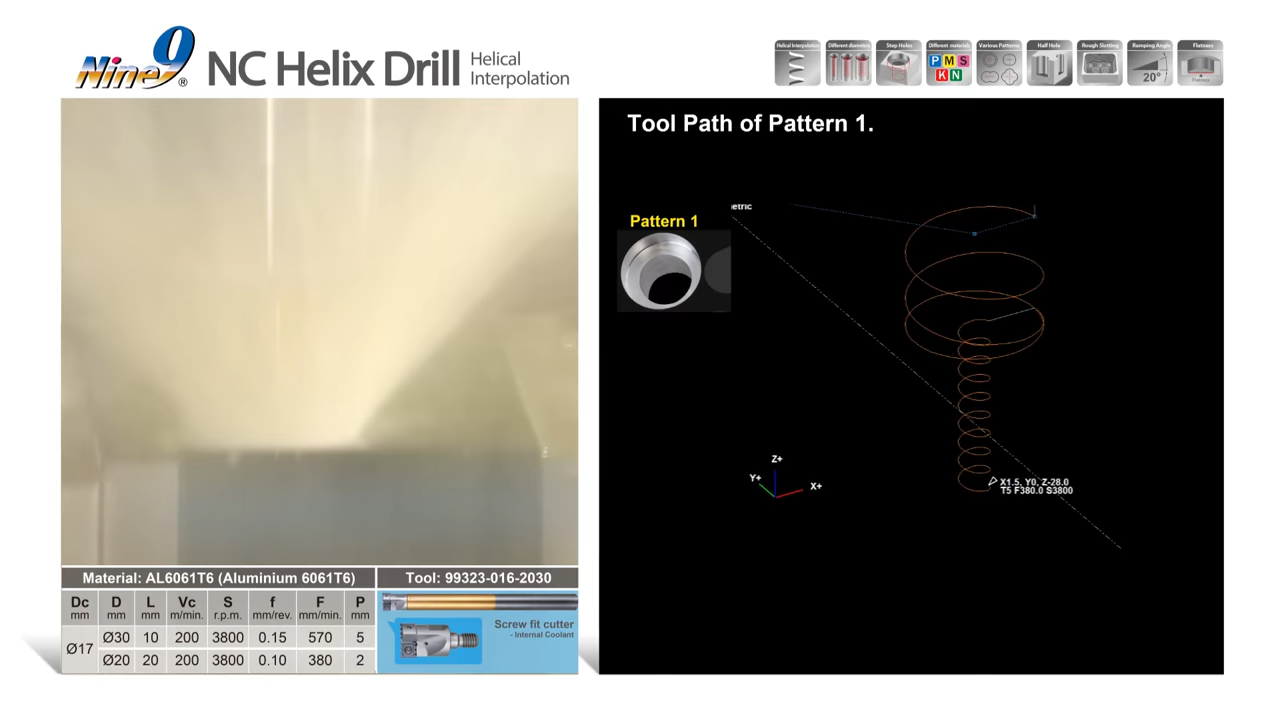 Nine9®
NC Helix Drill
Helical
Interpolation
Helical Interpolation
Different diameters
Step Holes
Different materials
P M S
K N
Various Patterns
Half Hole
Rough Slotting
Ramping Angle
20°
Flatness
Flatness
Tool Path of Pattern 1.
Pattern 1
etric
Z+
Y+
X+
X1.5, Y0, Z-28.0
T5 F380.0 S3800
Material: AL6061T6 (Aluminium 6061T6)
Tool: 99323-016-2030
Dc D L Vc S f F P
mm mm mm m/min. r.p.m. mm/rev. mm/min. mm
Ø17
Ø30 10 200 3800 0.15 570 5
Ø20 20 200 3800 0.10 380 2
Screw fit cutter
- Internal Coolant